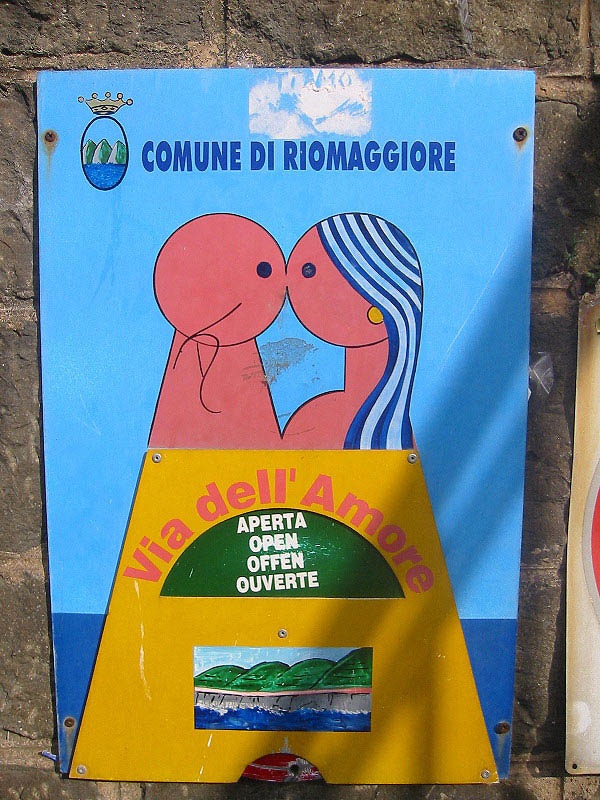 COMUNE DI RIOMAGGIORE
Via dell'Amore
APERTA
OPEN
OFFEN
OUVERTE